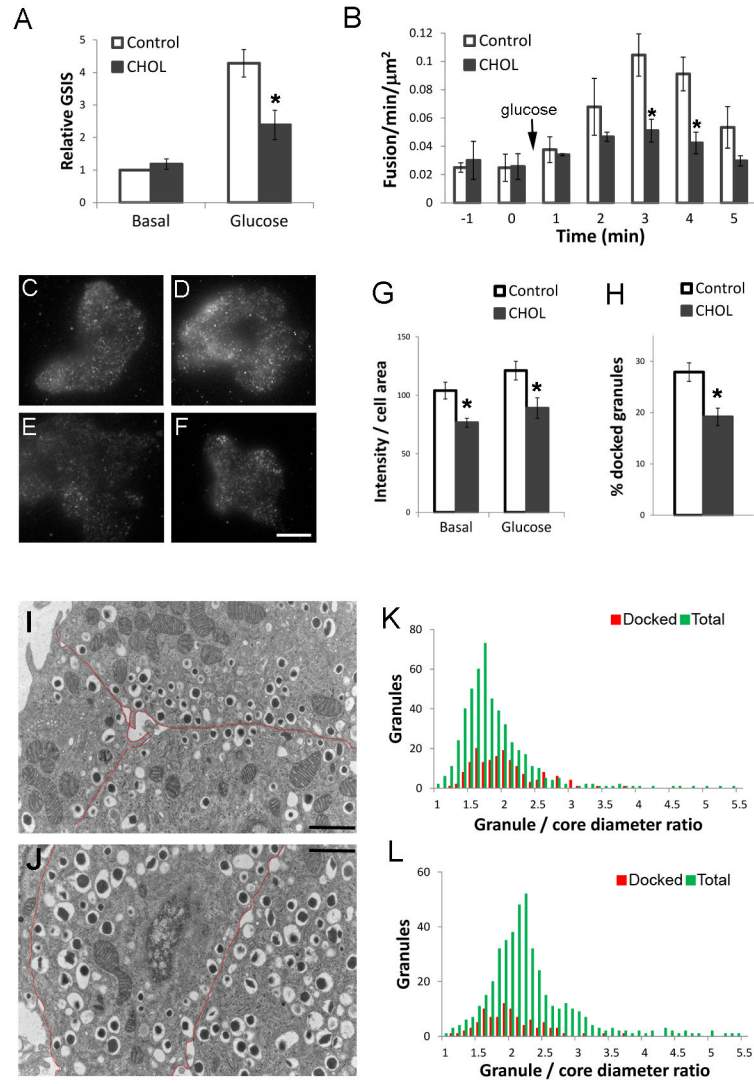 A
Control
CHOL
Relative GSIS
5
4
3
2
1
0
*
Basal
Glucose
B
Control
CHOL
Fusion/min/µm2
0.12
0.1
0.08
0.06
0.04
0.02
0
glucose
*
*
-1 0 1 2 3 4 5
Time (min)
C
D
E
F
G
Control
CHOL
Intensity / cell area
150
100
50
0
*
*
Basal
Glucose
H
Control
CHOL
% docked granules
30
20
10
0
*
I
J
K
Docked Total
Granules
80
60
40
20
0
1 1.5 2 2.5 3 3.5 4 4.5 5 5.5
Granule / core diameter ratio
L
Docked Total
Granules
60
40
20
0
1 1.5 2 2.5 3 3.5 4 4.5 5 5.5
Granule / core diameter ratio